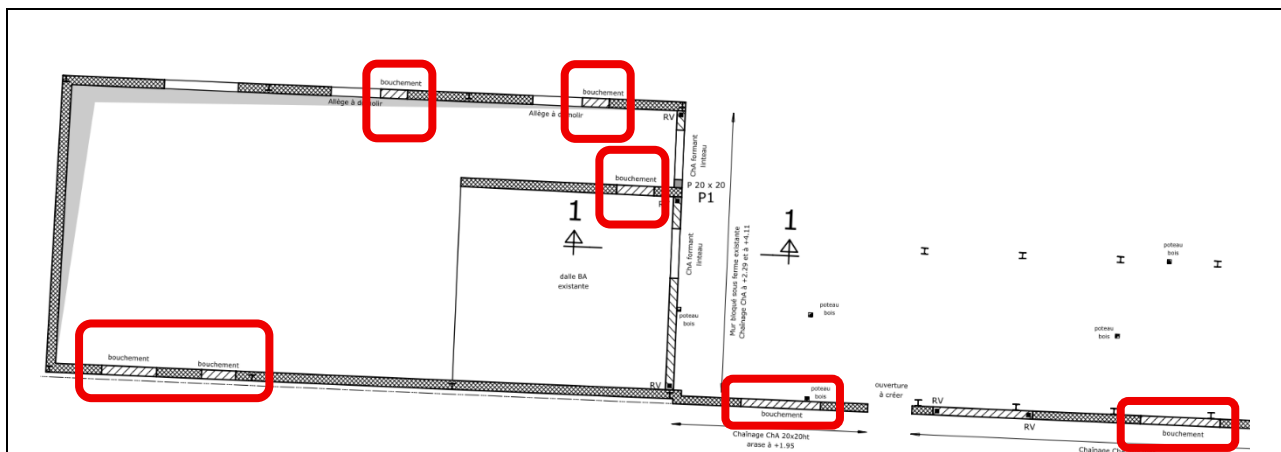 bouchement
bouchement
Allège à démolir
Allège à démolir
RV
ChA formant
linteau
bouchement
P 20 x 20
P1
1
1
Mur bloqué sous ferme existante
Chaînage ChA à +2.29 et à +4.11
ChA formant
linteau
dalle BA
existante
poteau
bois
poteau
bois
poteau
bois
poteau
bois
bouchement
bouchement
RV
poteau
bois
bouchement
ouverture
à créer
RV
RV
bouchement
Chaînage ChA 20x20ht
arase à +1.95
Chaînage